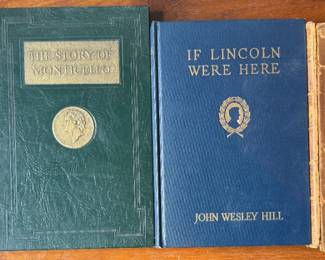 THE STORY OF
MONTICELLO
IF LINCOLN
WERE HERE
JOHN WESLEY HILL